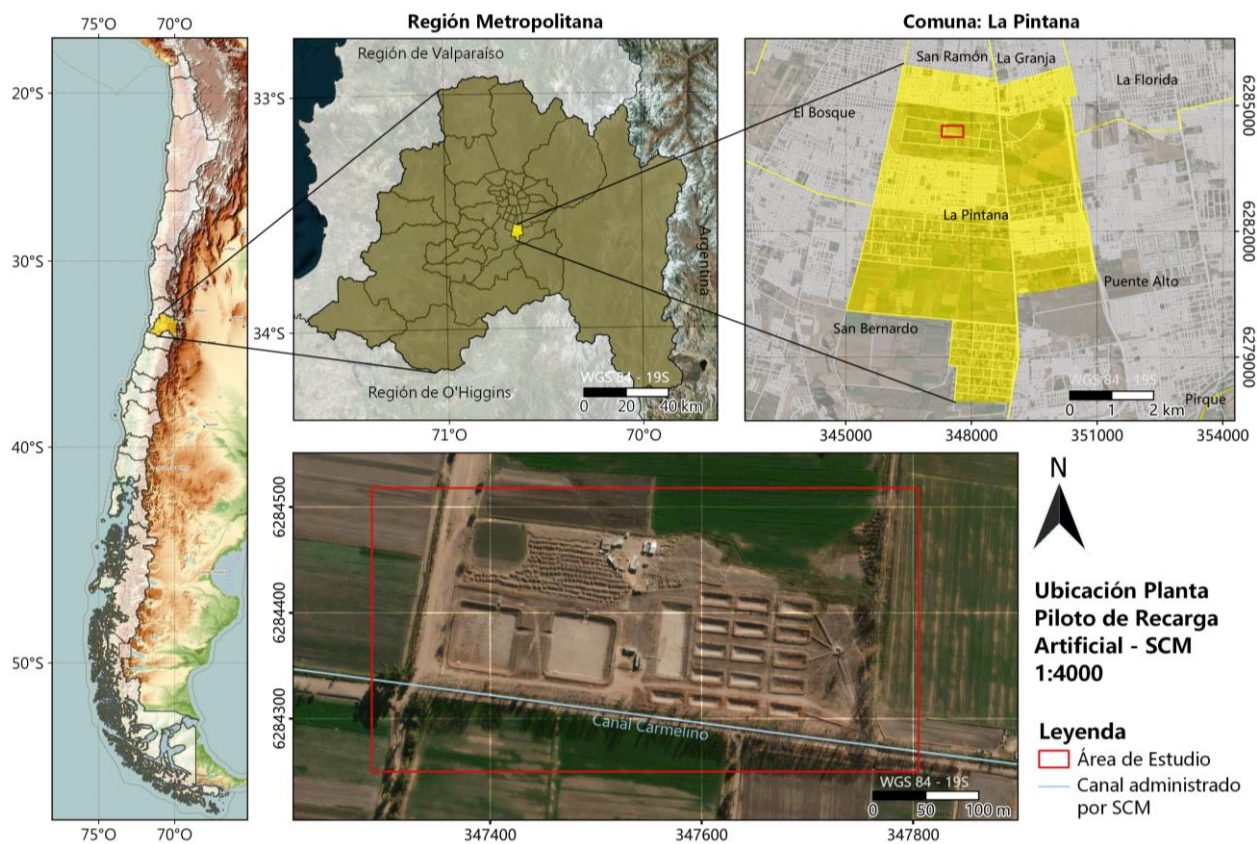 75°O
70°O
20°S
30°S
40°S
50°S
75°O
70°O
Región Metropolitana
Región de Valparaíso
33°S
34°S
Argentina
Región de O'Higgins
WGS 84 - 19S
0 20 40 km
71°O
70°O
Comuna: La Pintana
San Ramón
La Granja
La Florida
El Bosque
La Pintana
Puente Alto
San Bernardo
Pirque
WGS 84 - 19S
0 1 2 km
6285000
6282000
6279000
345000
348000
351000
354000
6284500
6284400
6284300
Canal Carmelino
WGS 84 - 19S
0 50 100 m
347400
347600
347800
N
Ubicación Planta
Piloto de Recarga
Artificial - SCM
1:4000
Leyenda
Área de Estudio
Canal administrado
por SCM